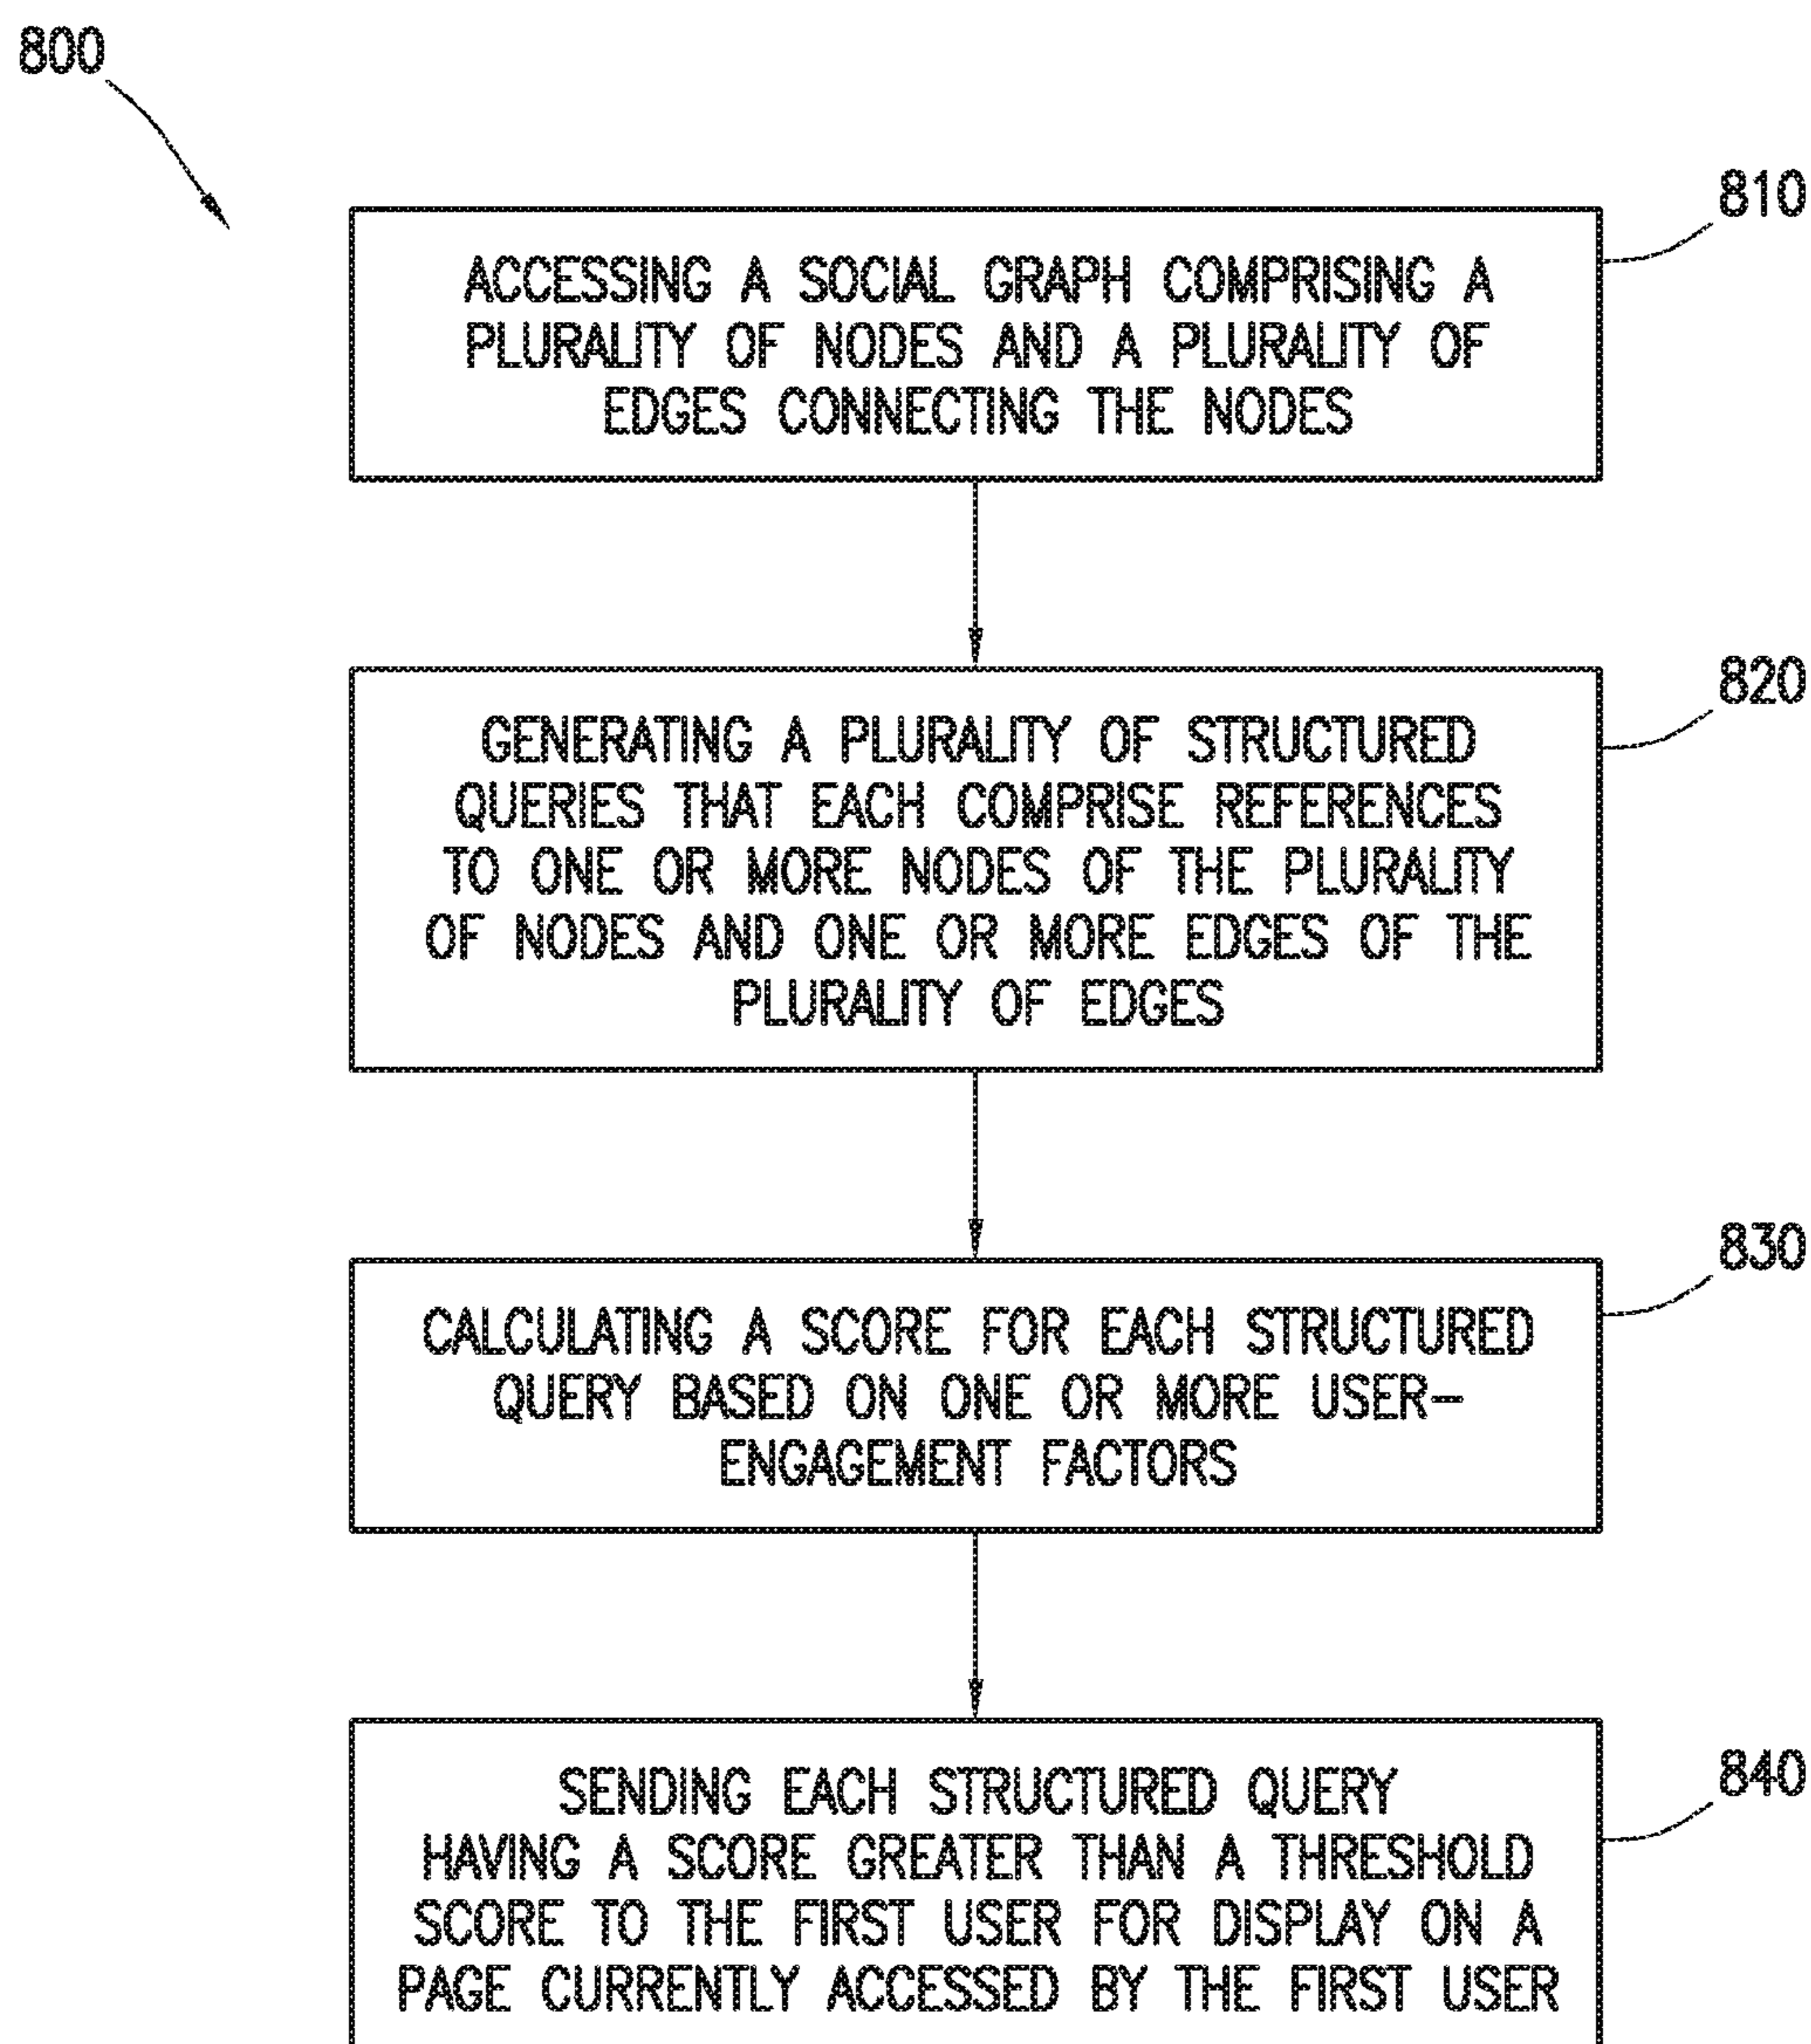 800
810
ACCESSING A SOCIAL GRAPH COMPRISING A
PLURALITY OF NODES AND A PLURALITY OF
EDGES CONNECTING THE NODES
820
GENERATING A PLURALITY OF STRUCTURED
QUERIES THAT EACH COMPRISE REFERENCES
TO ONE OR MORE NODES OF THE PLURALITY
OF NODES AND ONE OR MORE EDGES OF THE
PLURALITY OF EDGES
830
CALCULATING A SCORE FOR EACH STRUCTURED
QUERY BASED ON ONE OR MORE USER-
ENGAGEMENT FACTORS
840
SENDING EACH STRUCTURED QUERY
HAVING A SCORE GREATER THAN A THRESHOLD
SCORE TO THE FIRST USER FOR DISPLAY ON A
PAGE CURRENTLY ACCESSED BY THE FIRST USER